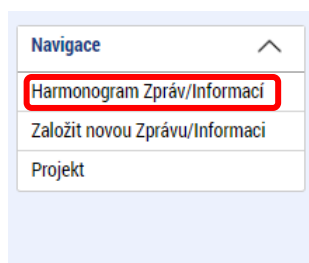 Navigace
Harmonogram Zpráv/Informací
Založit novou Zprávu/Informaci
Projekt